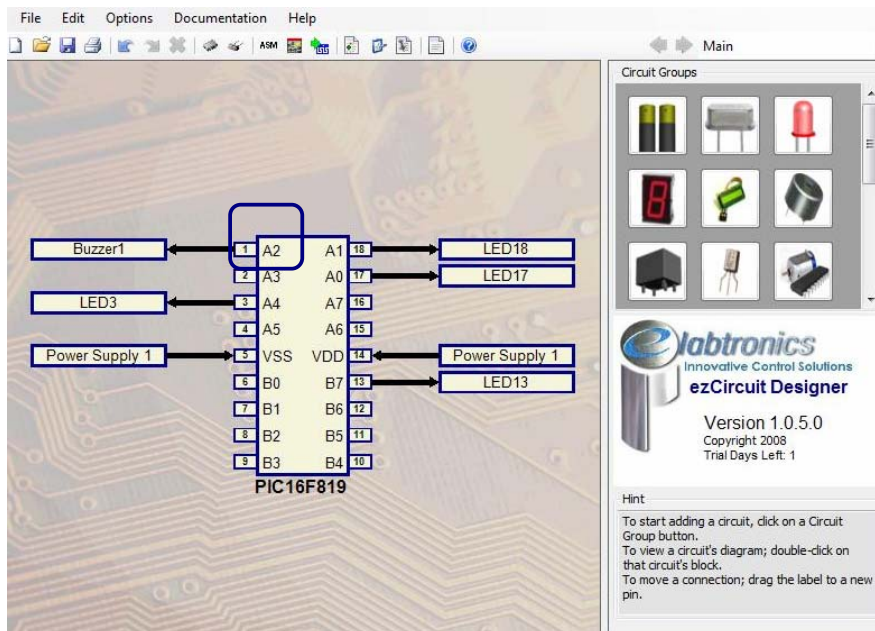 File Edit Options Documentation Help
ASM
Main
Circuit Groups
Buzzer1 1 A2 A1 18 LED18
2 A3 A0 17 LED17
LED3 3 A4 A7 16
4 A5 A6 15
Power Supply 1 5 VSS VDD 14 Power Supply 1
6 B0 B7 13 LED13
7 B1 B6 12
8 B2 B5 11
9 B3 B4 10
PIC16F819
elabtronics
Innovative Control Solutions
ezCircuit Designer
Version 1.0.5.0
Copyright 2008
Trial Days Left: 1
Hint
To start adding a circuit, click on a Circuit
Group button.
To view a circuit's diagram; double-click on
that circuit's block.
To move a connection; drag the label to a new
pin.